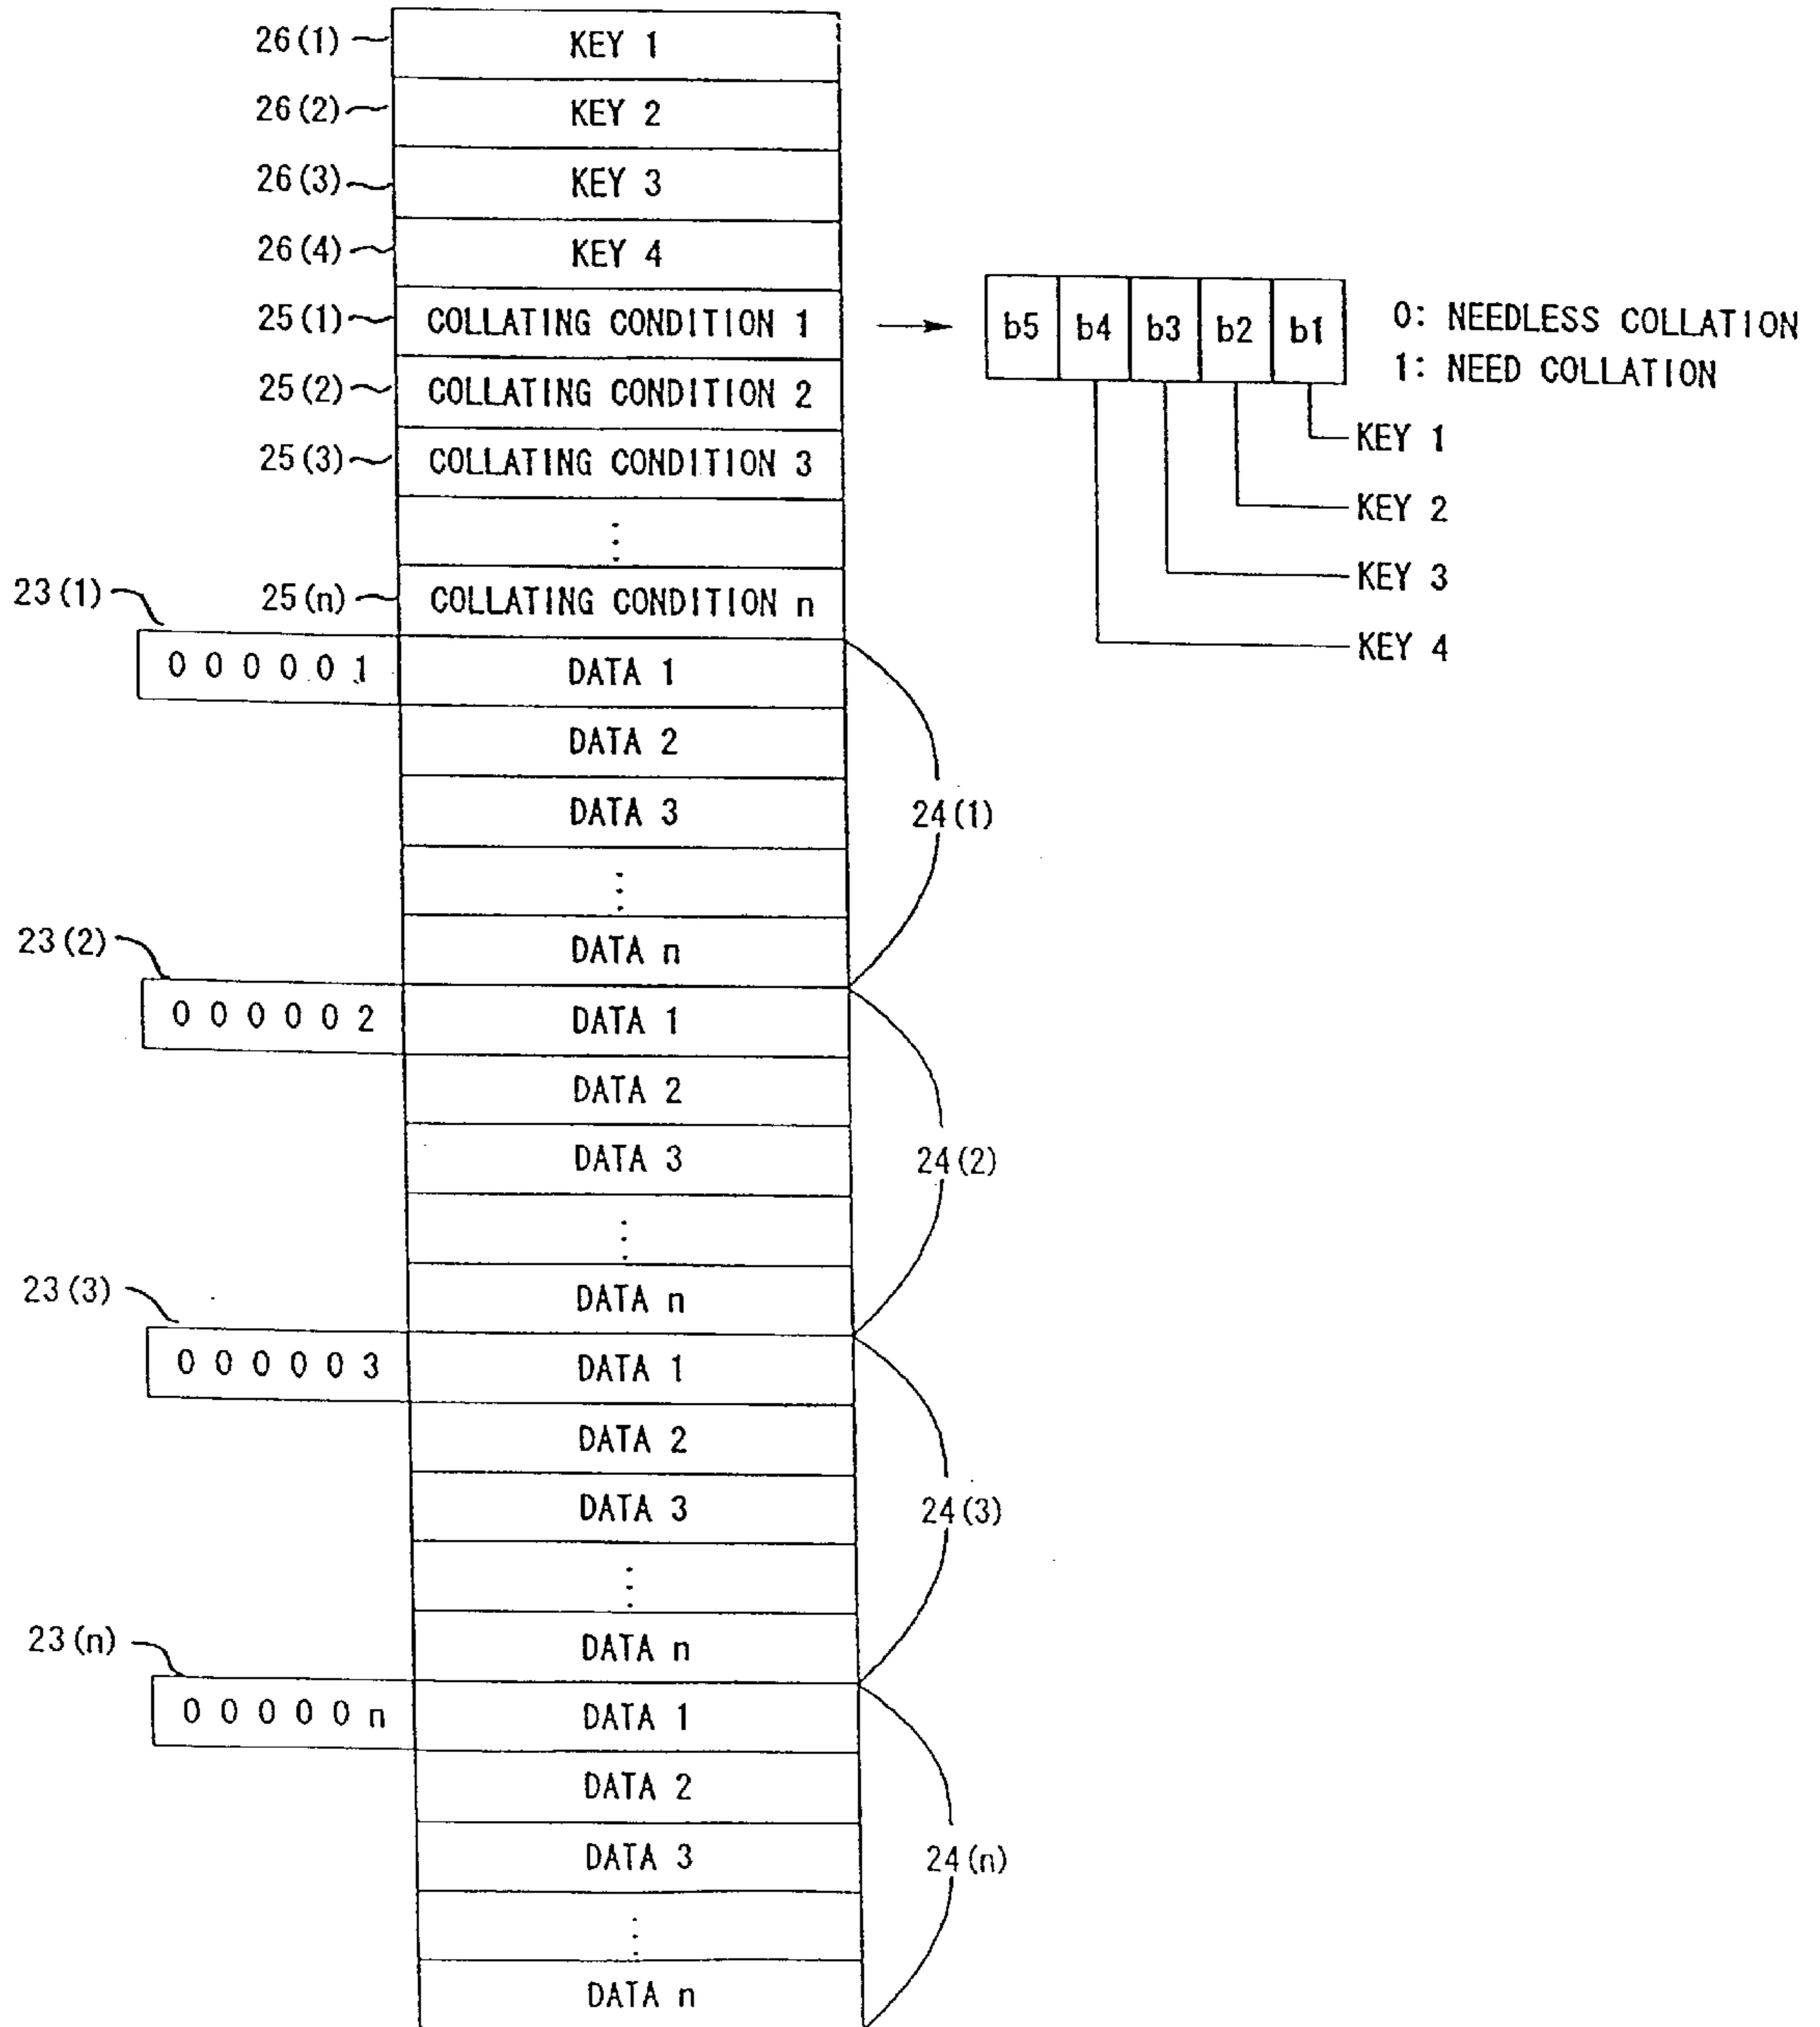 26(1) KEY 1
26(2) KEY 2
26(3) KEY 3
26(4) KEY 4
25(1) COLLATING CONDITION 1
25(2) COLLATING CONDITION 2
25(3) COLLATING CONDITION 3
⋮
25(n) COLLATING CONDITION n
b5 b4 b3 b2 b1
0: NEEDLESS COLLATION
1: NEED COLLATION
KEY 1
KEY 2
KEY 3
KEY 4
23(1)
0 0 0 0 0 1 DATA 1
DATA 2
DATA 3
⋮
DATA n
24(1)
23(2)
0 0 0 0 0 2 DATA 1
DATA 2
DATA 3
⋮
DATA n
24(2)
23(3)
0 0 0 0 0 3 DATA 1
DATA 2
DATA 3
⋮
DATA n
24(3)
23(n)
0 0 0 0 0 n DATA 1
DATA 2
DATA 3
⋮
DATA n
24(n)